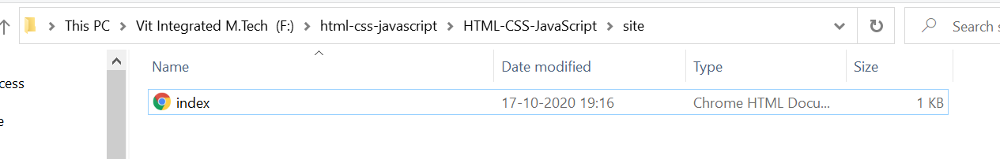 This PC > Vit Integrated M.Tech (F:) > html-css-javascript > HTML-CSS-JavaScript > site
Search s
Name Date modified Type Size
cess
index 17-10-2020 19:16 Chrome HTML Docu... 1 KB
e